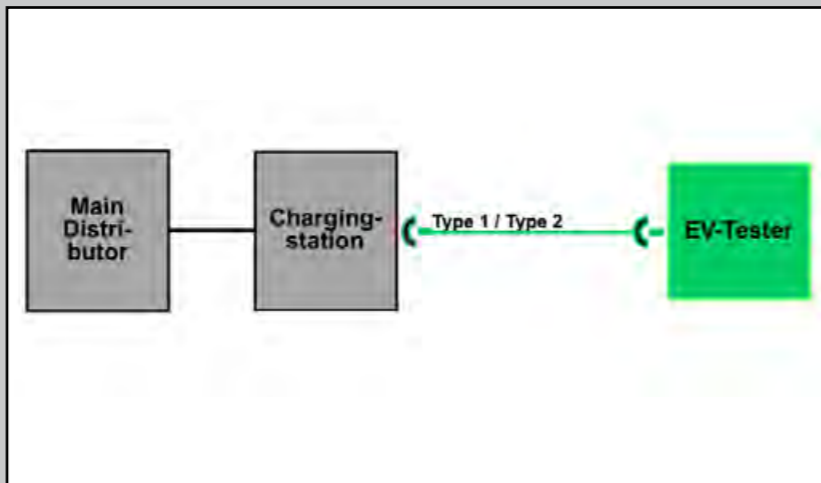 Main
Distri-
butor
Charging-
station
Type 1 / Type 2
EV-Tester